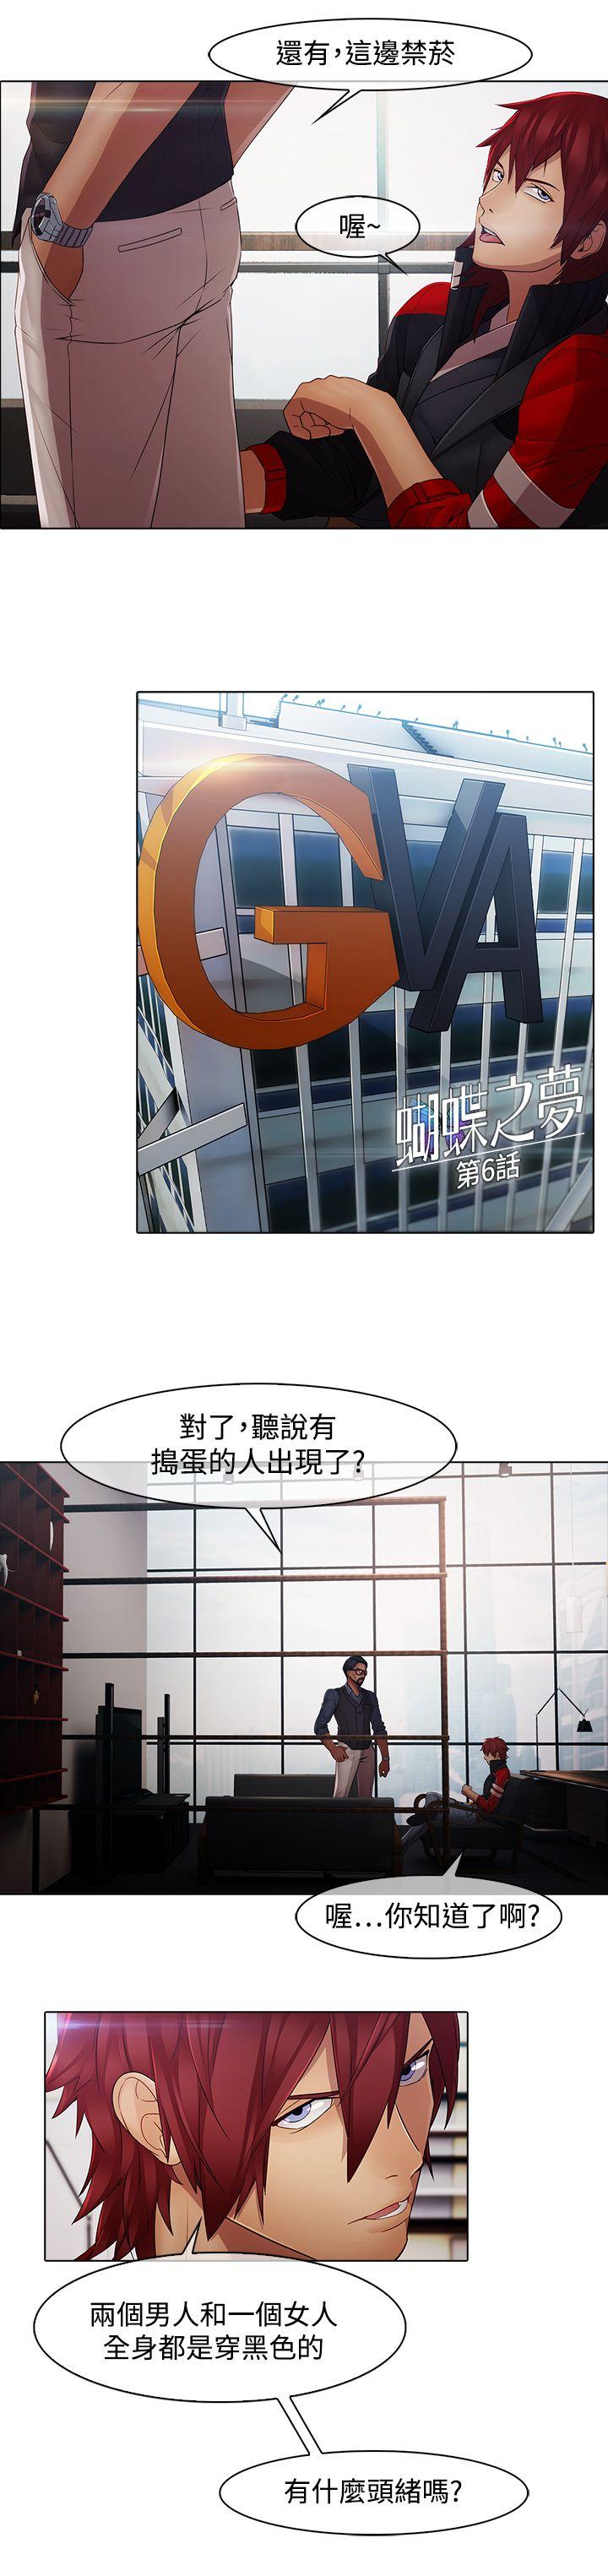 還有，這邊禁菸
喔~
GVA
蝴蝶之夢
第6話
對了，聽說有
搗蛋的人出現了?
喔...你知道了啊?
兩個男人和一個女人
全身都是穿黑色的
有什麼頭緒嗎?